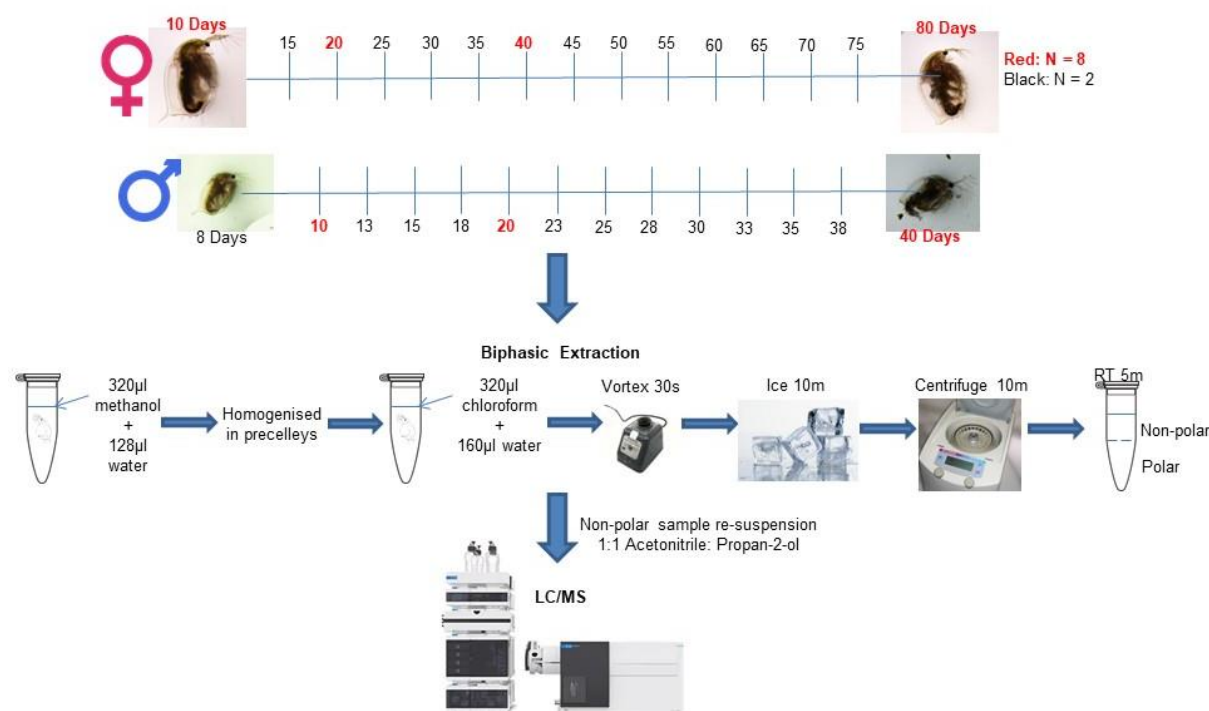 10 Days
80 Days
15 20 25 30 35 40 45 50 55 60 65 70 75
Red: N = 8
Black: N = 2
10 13 15 18 20 23 25 28 30 33 35 38
8 Days
40 Days
Biphasic Extraction
320µl
methanol
+
128µl
water
Homogenised
in precelleys
320µl
chloroform
+
160µl water
Vortex 30s
Ice 10m
Centrifuge 10m
RT 5m
Non-polar
Polar
Non-polar sample re-suspension
1:1 Acetonitrile: Propan-2-ol
LC/MS